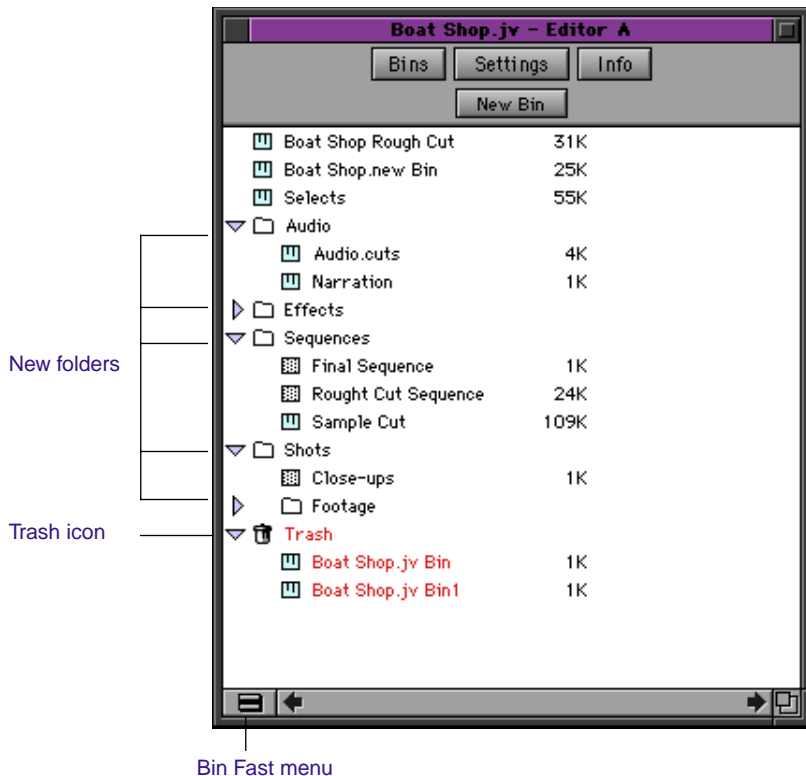 Boat Shop.jv – Editor A
Bins Settings Info
New Bin
Boat Shop Rough Cut 31K
Boat Shop.new Bin 25K
Selects 55K
Audio
Audio.cuts 4K
Narration 1K
Effects
Sequences
New folders
Final Sequence 1K
Rought Cut Sequence 24K
Sample Cut 109K
Shots
Close-ups 1K
Footage
Trash icon
Trash
Boat Shop.jv Bin 1K
Boat Shop.jv Bin1 1K
Bin Fast menu